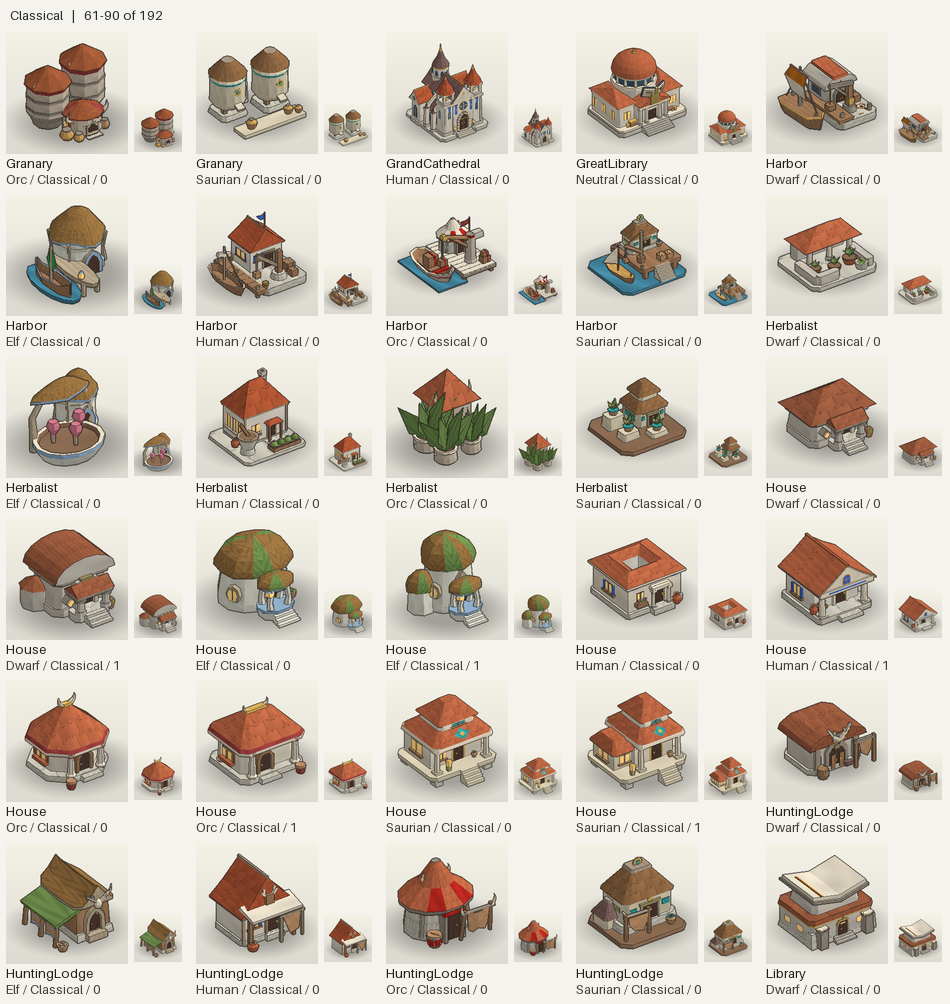 Classical | 61-90 of 192
Granary
Orc / Classical / 0
Granary
Saurian / Classical / 0
GrandCathedral
Human / Classical / 0
GreatLibrary
Neutral / Classical / 0
Harbor
Dwarf / Classical / 0
Harbor
Elf / Classical / 0
Harbor
Human / Classical / 0
Harbor
Orc / Classical / 0
Harbor
Saurian / Classical / 0
Herbalist
Dwarf / Classical / 0
Herbalist
Elf / Classical / 0
Herbalist
Human / Classical / 0
Herbalist
Orc / Classical / 0
Herbalist
Saurian / Classical / 0
House
Dwarf / Classical / 0
House
Dwarf / Classical / 1
House
Elf / Classical / 0
House
Elf / Classical / 1
House
Human / Classical / 0
House
Human / Classical / 1
House
Orc / Classical / 0
House
Orc / Classical / 1
House
Saurian / Classical / 0
House
Saurian / Classical / 1
HuntingLodge
Dwarf / Classical / 0
HuntingLodge
Elf / Classical / 0
HuntingLodge
Human / Classical / 0
HuntingLodge
Orc / Classical / 0
HuntingLodge
Saurian / Classical / 0
Library
Dwarf / Classical / 0